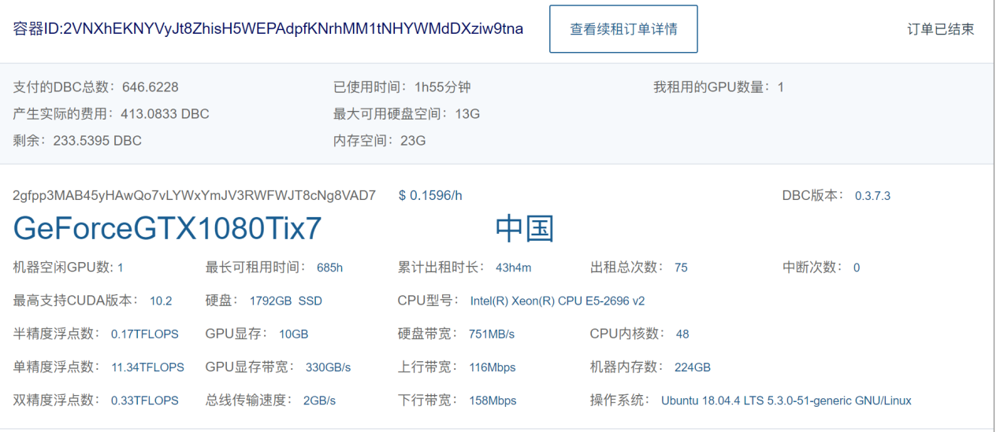 容器ID:2VNXhEKNYVyJt8ZhisH5WEPAdpfKNrhMM1tNHYWMdDXziw9tna 查看续租订单详情 订单已结束
支付的DBC总数：646.6228 已使用时间：1h55分钟 我租用的GPU数量：1
产生实际的费用：413.0833 DBC 最大可用硬盘空间：13G
剩余：233.5395 DBC 内存空间：23G
2gfpp3MAB45yHAwQo7vLYWxYmJV3RWFWJT8cNg8VAD7 $ 0.1596/h DBC版本： 0.3.7.3
GeForceGTX1080Tix7 中国
机器空闲GPU数: 1 最长可租用时间： 685h 累计出租时长： 43h4m 出租总次数： 75 中断次数： 0
最高支持CUDA版本： 10.2 硬盘： 1792GB SSD CPU型号： Intel(R) Xeon(R) CPU E5-2696 v2
半精度浮点数： 0.17TFLOPS GPU显存： 10GB 硬盘带宽： 751MB/s CPU内核数： 48
单精度浮点数： 11.34TFLOPS GPU显存带宽： 330GB/s 上行带宽： 116Mbps 机器内存数： 224GB
双精度浮点数： 0.33TFLOPS 总线传输速度： 2GB/s 下行带宽： 158Mbps 操作系统： Ubuntu 18.04.4 LTS 5.3.0-51-generic GNU/Linux